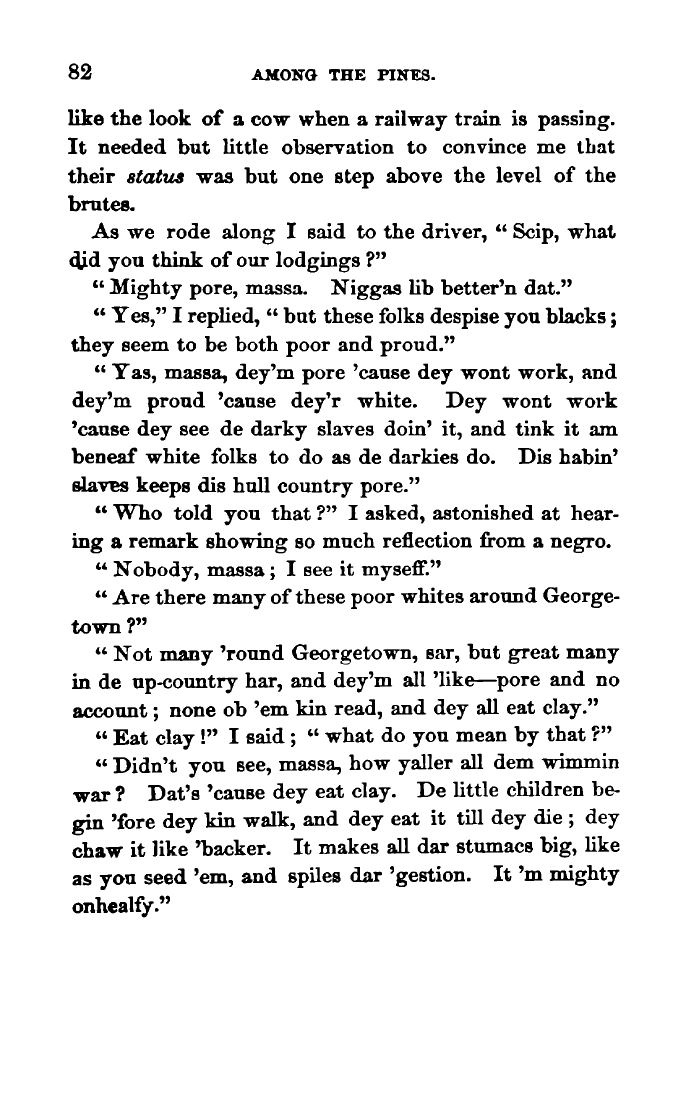 82 AMONG THE PINES.
like the look of a cow when a railway train is passing.
It needed but little observation to convince me that
their status was but one step above the level of the
brutes.
As we rode along I said to the driver, “ Scip, what
did you think of our lodgings ?”
“ Mighty pore, massa. Niggas lib better'n dat.”
“ Yes,” I replied, “ but these folks despise you blacks ;
they seem to be both poor and proud.”
“ Yas, massa, dey'm pore 'cause dey wont work, and
dey'm proud 'cause dey'r white. Dey wont work
'cause dey see de darky slaves doin' it, and tink it am
beneaf white folks to do as de darkies do. Dis habin'
slaves keeps dis hull country pore.”
“ Who told you that ?” I asked, astonished at hear-
ing a remark showing so much reflection from a negro.
“ Nobody, massa ; I see it myseff.”
“ Are there many of these poor whites around George-
town ?”
“ Not many 'round Georgetown, sar, but great many
in de up-country har, and dey'm all 'like—pore and no
account ; none ob 'em kin read, and dey all eat clay.”
“ Eat clay !” I said ; “ what do you mean by that ?”
“ Didn't you see, massa, how yaller all dem wimmin
war ? Dat's 'cause dey eat clay. De little children be-
gin 'fore dey kin walk, and dey eat it till dey die ; dey
chaw it like 'backer. It makes all dar stumacs big, like
as you seed 'em, and spiles dar 'gestion. It 'm mighty
onhealfy.”